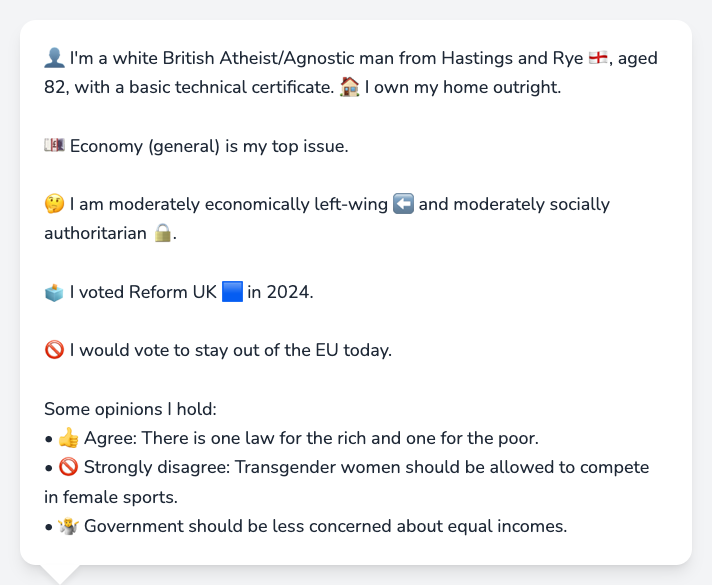 👤 I'm a white British Atheist/Agnostic man from Hastings and Rye 🏴󠁧󠁢󠁥󠁮󠁧󠁿, aged
82, with a basic technical certificate. 🏠 I own my home outright.
💷 Economy (general) is my top issue.
🤔 I am moderately economically left-wing ⬅️ and moderately socially
authoritarian 🔒.
🗳️ I voted Reform UK 🟦 in 2024.
🚫 I would vote to stay out of the EU today.
Some opinions I hold:
• 👍 Agree: There is one law for the rich and one for the poor.
• 🚫 Strongly disagree: Transgender women should be allowed to compete
in female sports.
• 🤷 Government should be less concerned about equal incomes.